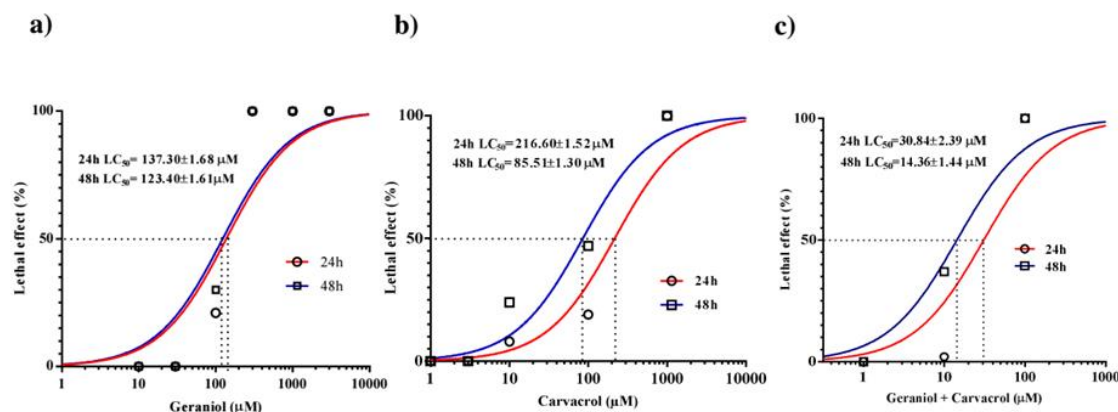 a)
Lethal effect (%)
100
50
0
24h LC50= 137.30±1.68 µM
48h LC50= 123.40±1.61µM
24h
48h
1
10
100
1000
10000
Geraniol (µM)
b)
Lethal effect (%)
100
50
0
24h LC50=216.60±1.52 µM
48h LC50=85.51±1.30 µM
24h
48h
1
10
100
1000
10000
Carvacrol (µM)
c)
Lethal effect (%)
100
50
0
24h LC50=30.84±2.39 µM
48h LC50=14.36±1.44 µM
24h
48h
1
10
100
1000
Geraniol + Carvacrol (µM)